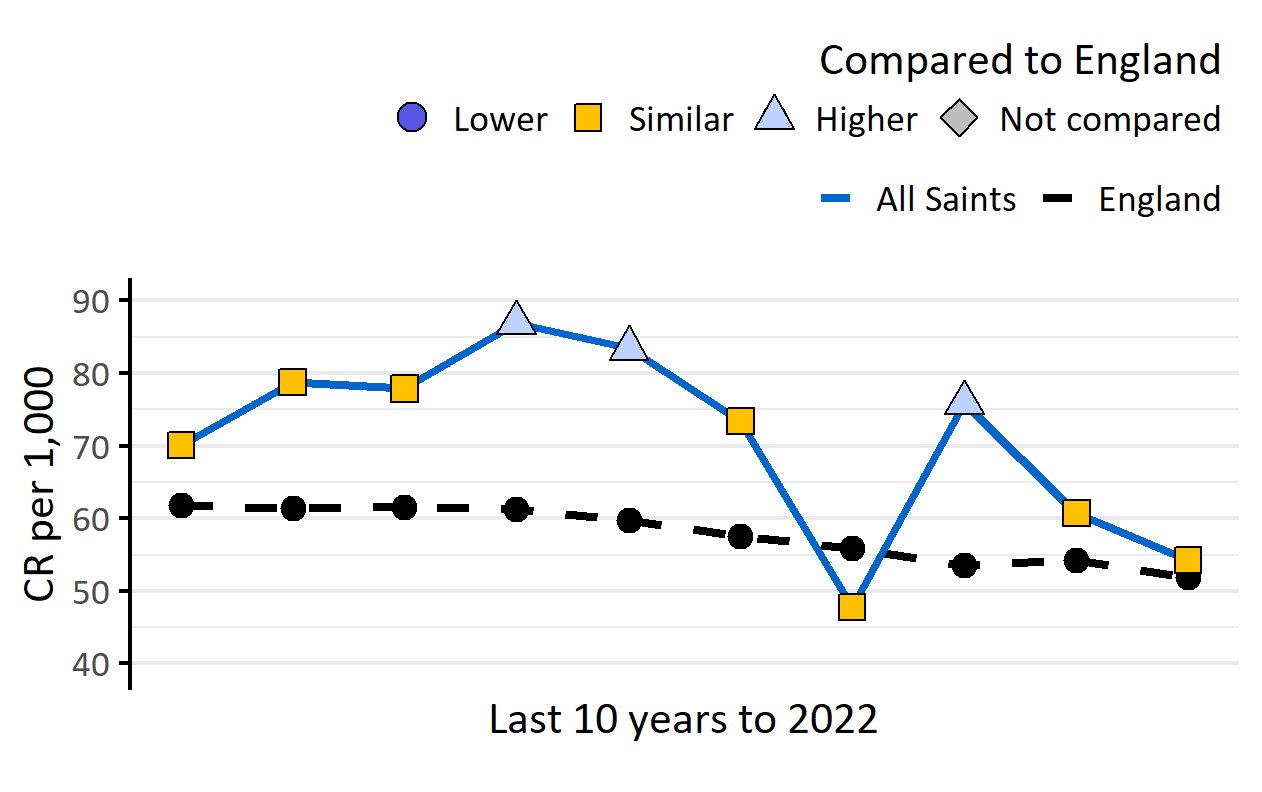 Compared to England
Lower Similar Higher Not compared
All Saints England
90
80
70
60
50
40
CR per 1,000
Last 10 years to 2022